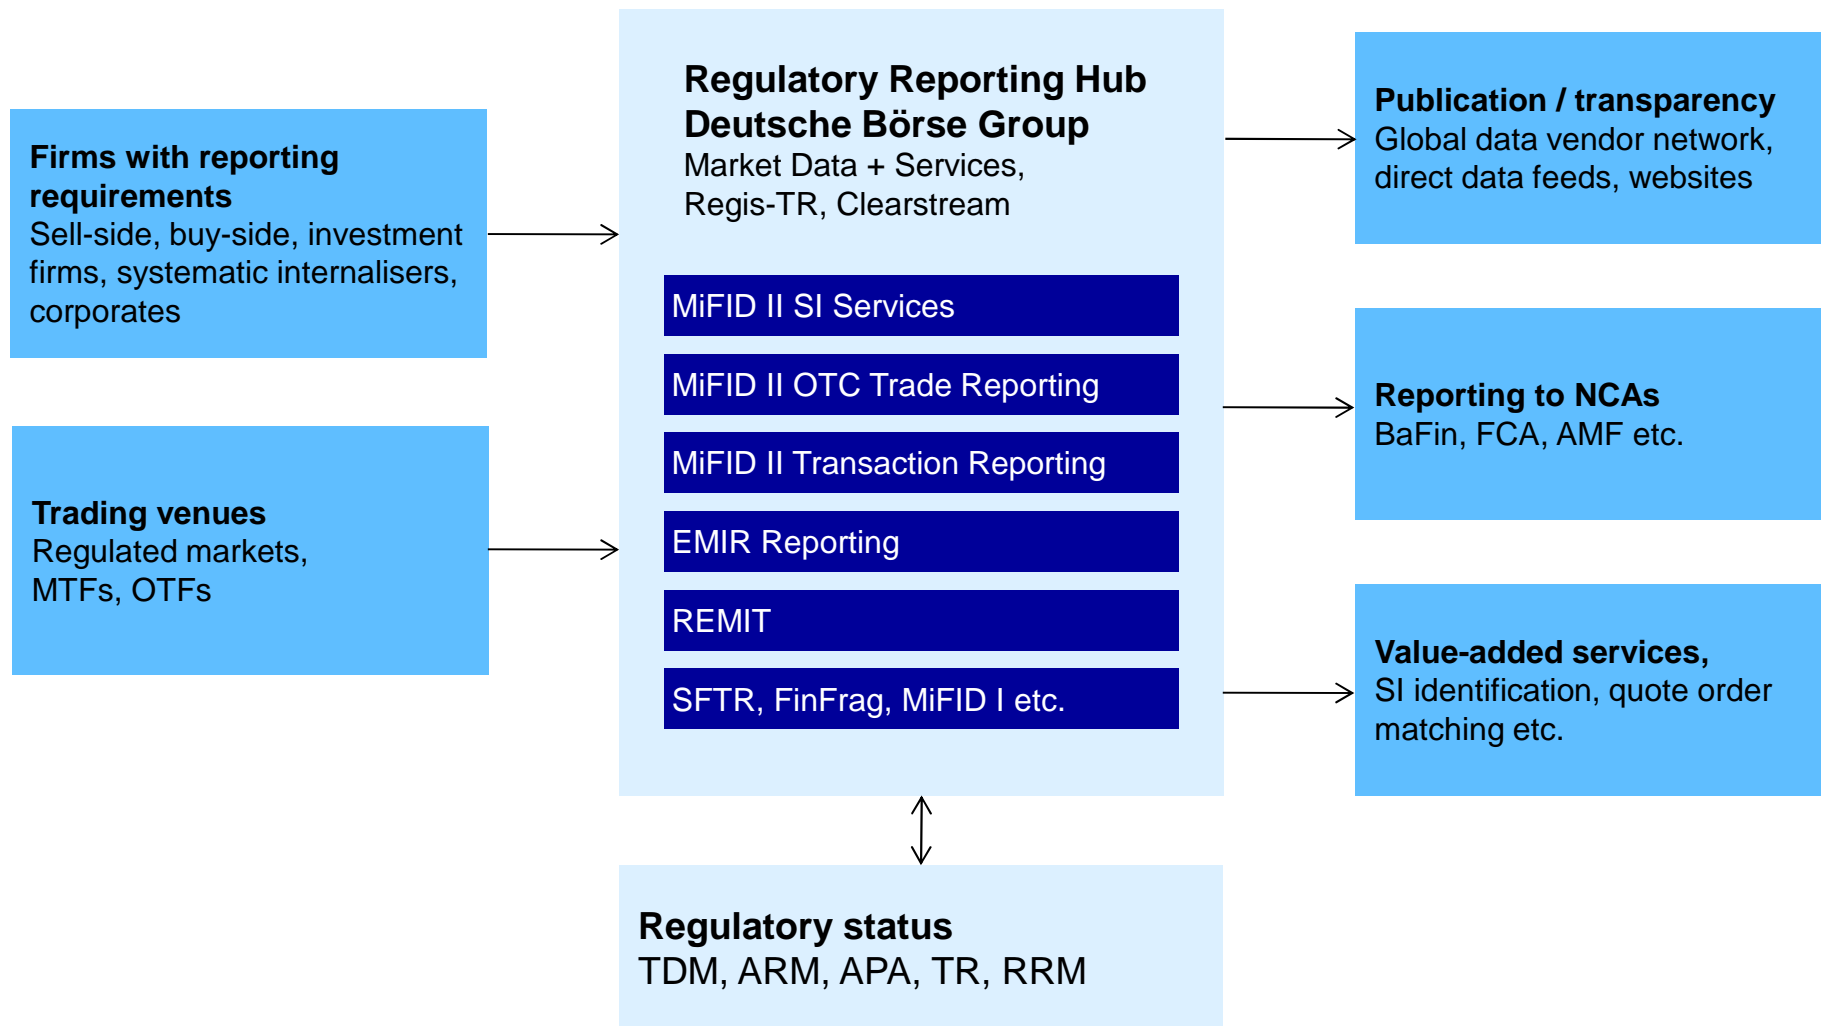 Firms with reporting
requirements
Sell-side, buy-side, investment
firms, systematic internalisers,
corporates
Trading venues
Regulated markets,
MTFs, OTFs
Regulatory Reporting Hub
Deutsche Börse Group
Market Data + Services,
Regis-TR, Clearstream
MiFID II SI Services
MiFID II OTC Trade Reporting
MiFID II Transaction Reporting
EMIR Reporting
REMIT
SFTR, FinFrag, MiFID I etc.
Regulatory status
TDM, ARM, APA, TR, RRM
Publication / transparency
Global data vendor network,
direct data feeds, websites
Reporting to NCAs
BaFin, FCA, AMF etc.
Value-added services,
SI identification, quote order
matching etc.